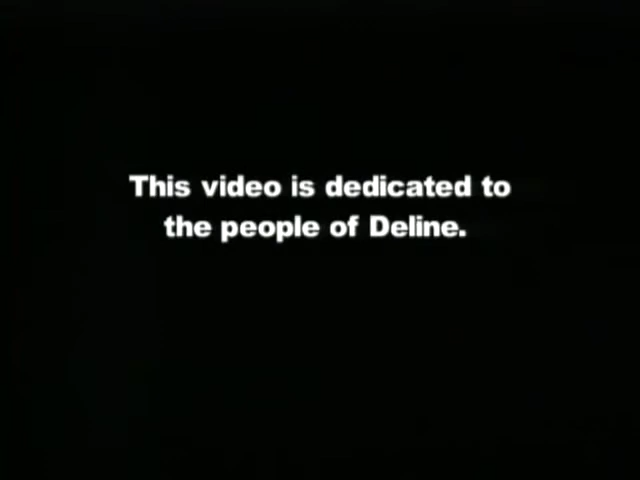 This video is dedicated to
the people of Deline.